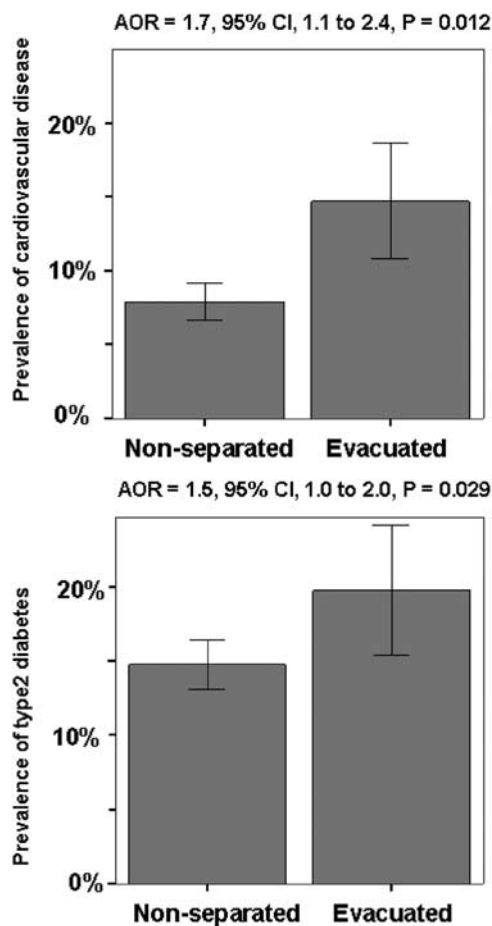 AOR = 1.7, 95% CI, 1.1 to 2.4, P = 0.012
Prevalence of cardiovascular disease
20%
10%
0%
Non-separated Evacuated
AOR = 1.5, 95% CI, 1.0 to 2.0, P = 0.029
Prevalence of type2 diabetes
20%
10%
0%
Non-separated Evacuated